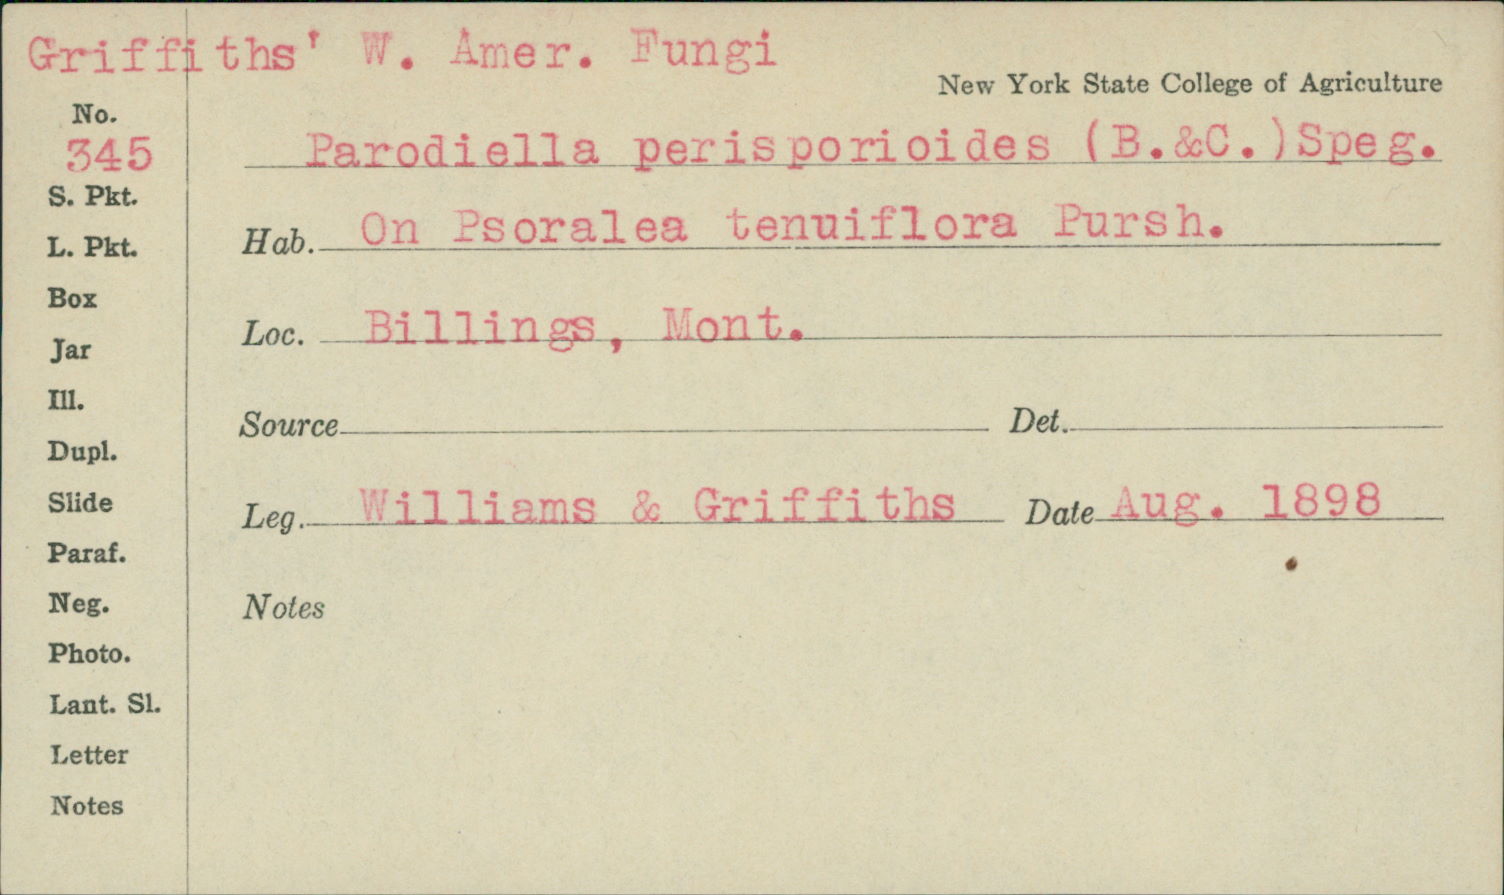 Griffiths' W. Amer. Fungi
New York State College of Agriculture
No.
345
Parodiella perisporioides (B.&C.)Speg.
S. Pkt.
L. Pkt.
Hab. On Psoralea tenuiflora Pursh.
Box
Loc. Billings, Mont.
Jar
Ill.
Source Det.
Dupl.
Slide
Leg. Williams & Griffiths Date Aug. 1898
Paraf.
Neg.
Notes
Photo.
Lant. Sl.
Letter
Notes